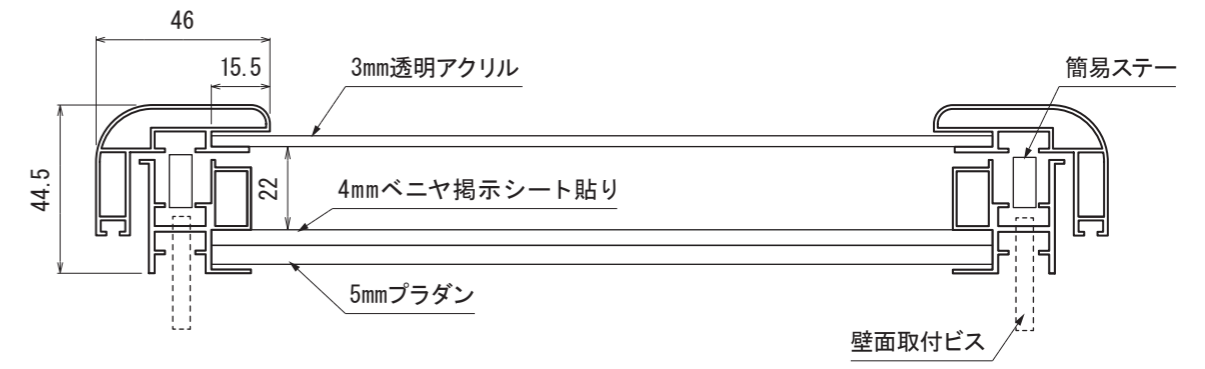 46
15.5
3mm透明アクリル
簡易ステー
44.5
22
4mmベニヤ掲示シート貼り
5mmプラダン
壁面取付ビス